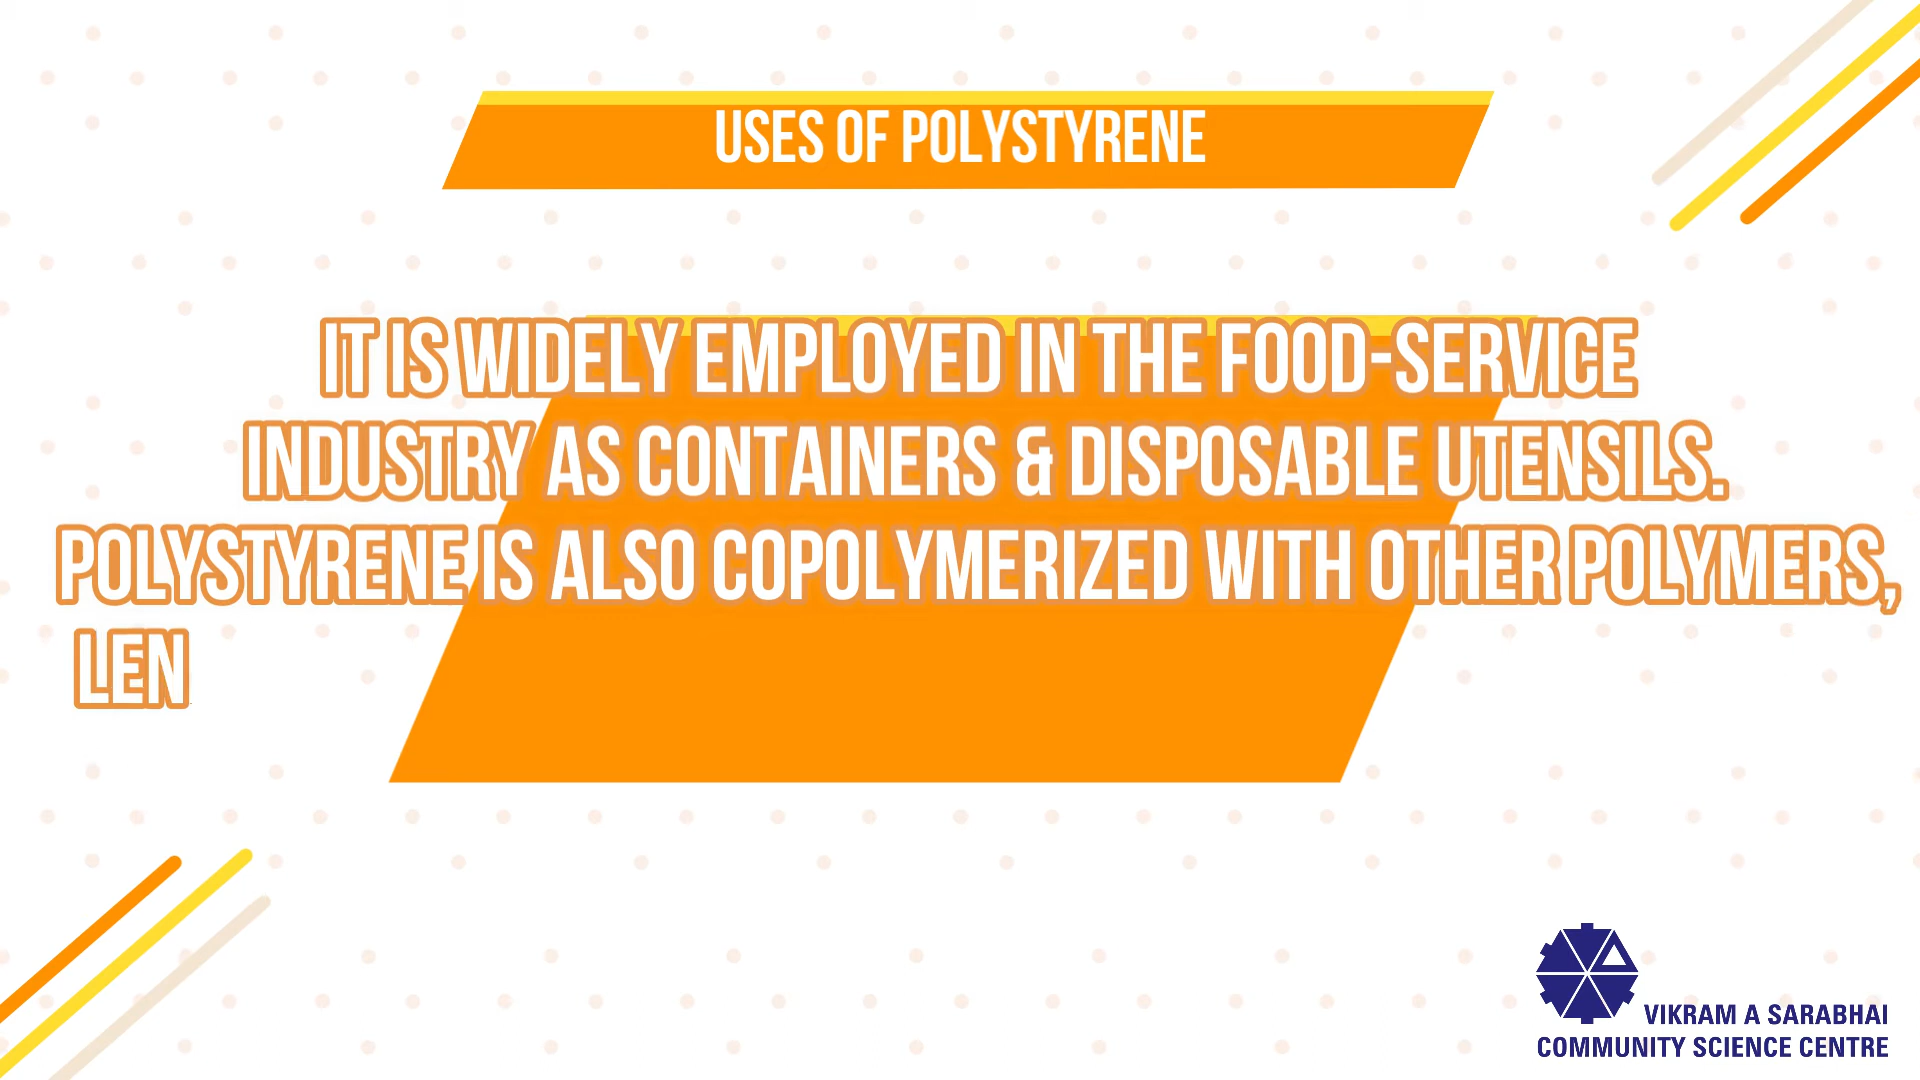 USES OF POLYSTYRENE
IT IS WIDELY EMPLOYED IN THE FOOD-SERVICE
INDUSTRY AS CONTAINERS & DISPOSABLE UTENSILS.
POLYSTYRENE IS ALSO COPOLYMERIZED WITH OTHER POLYMERS,
LEN
VIKRAM A SARABHAI
COMMUNITY SCIENCE CENTRE